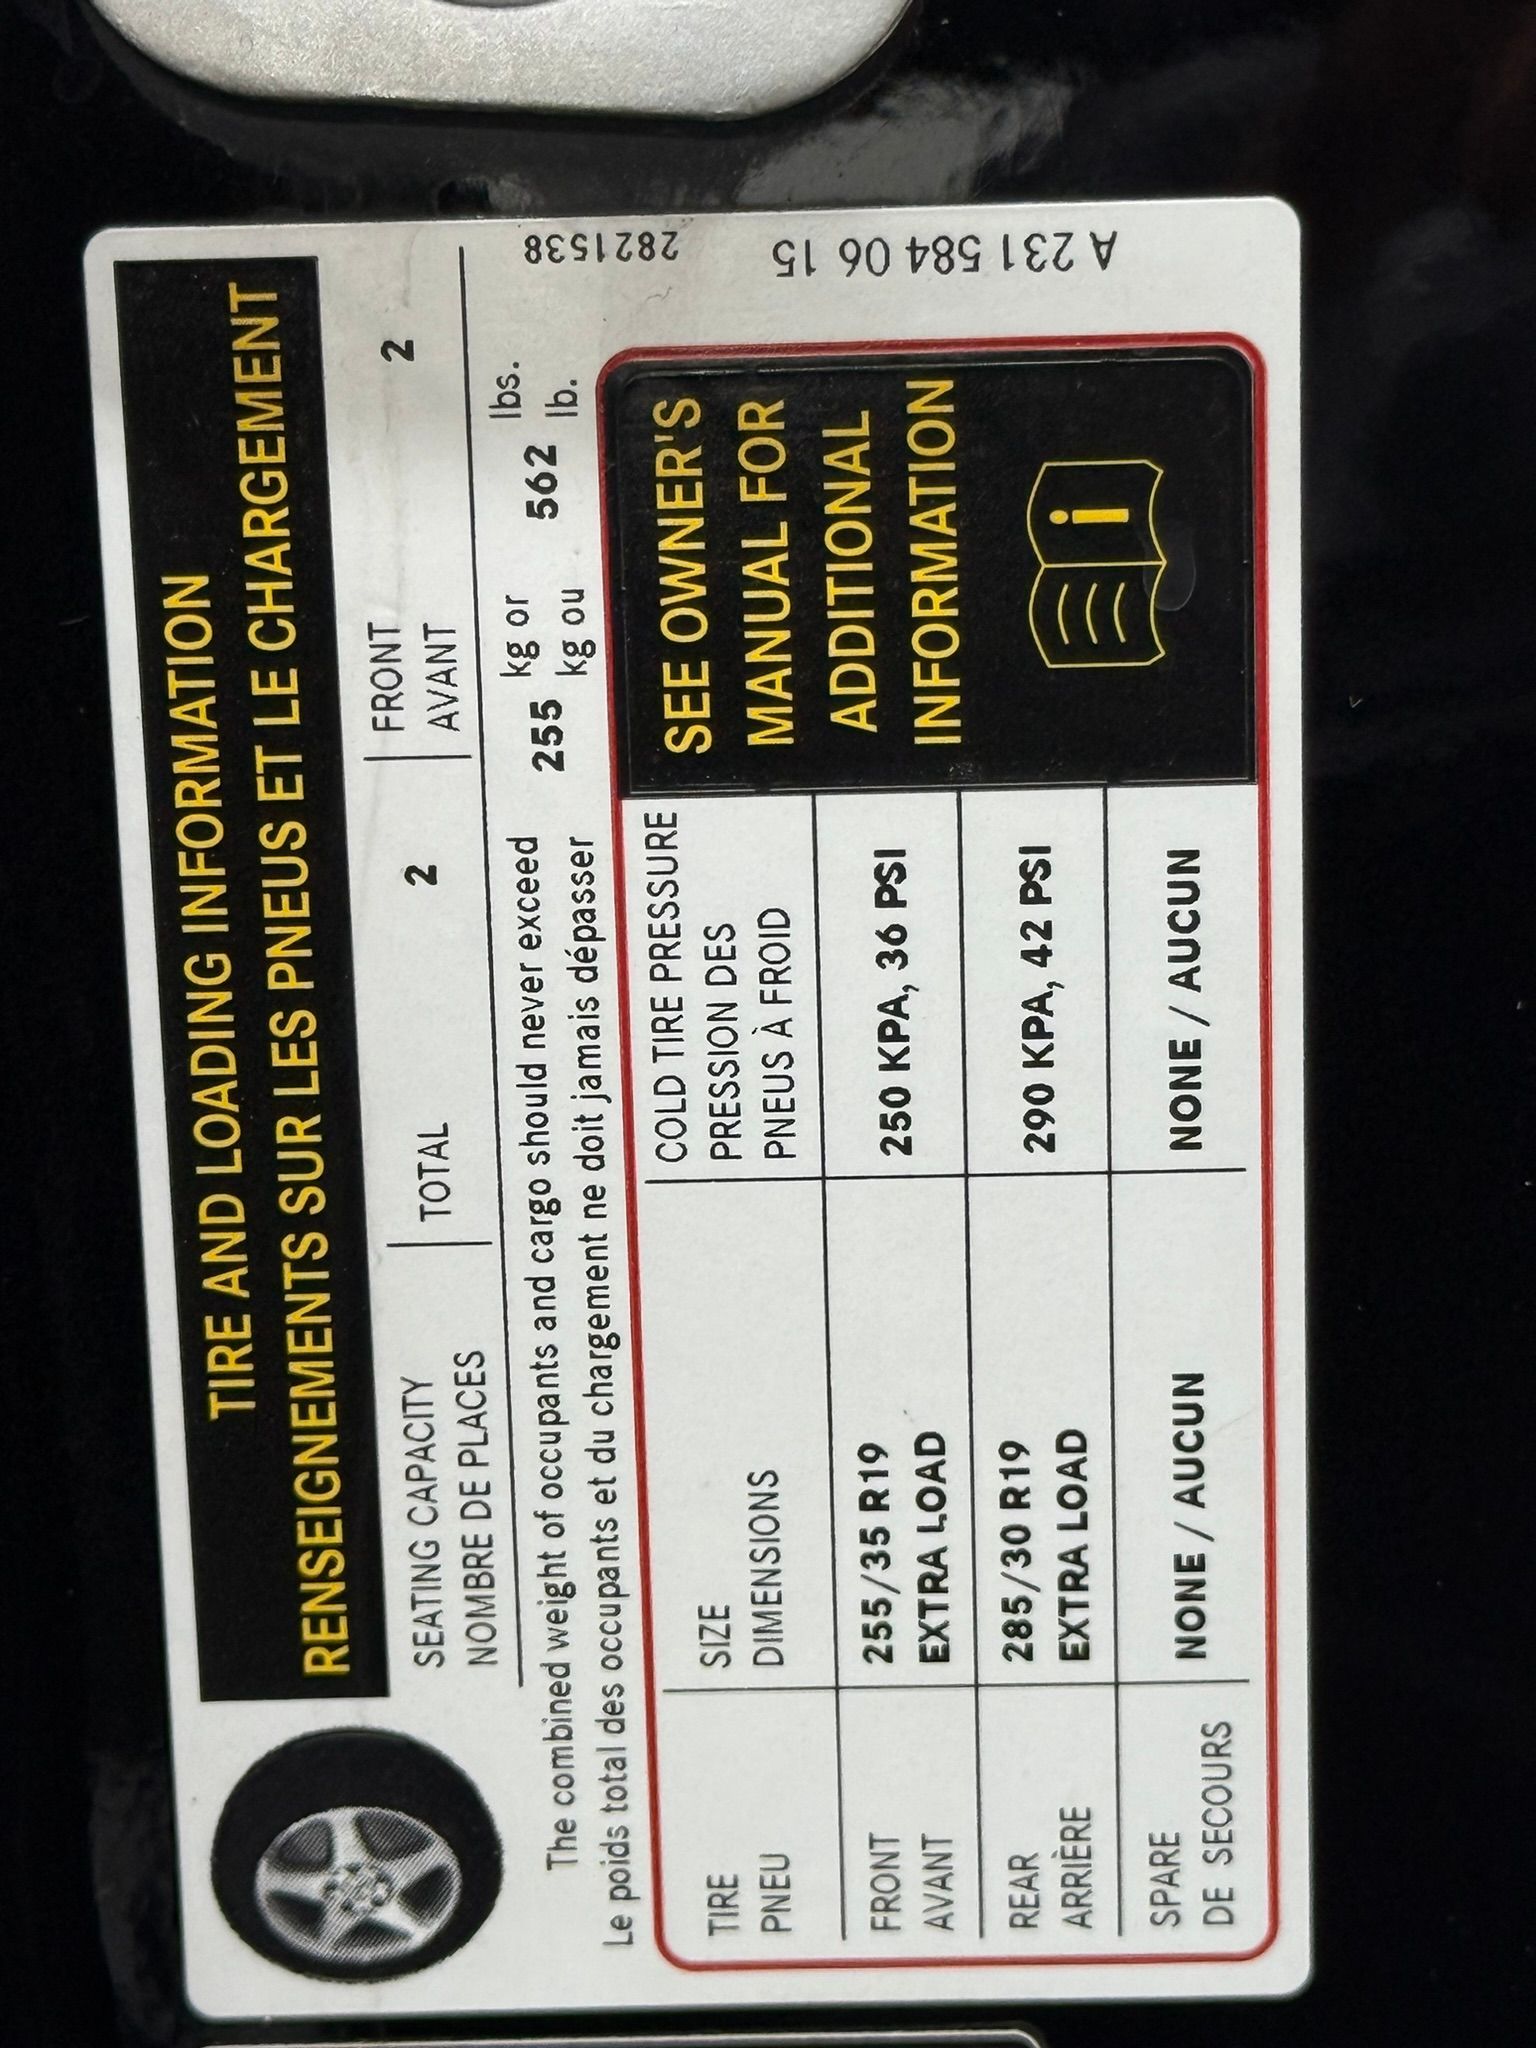 TIRE AND LOADING INFORMATION
RENSEIGNEMENTS SUR LES PNEUS ET LE CHARGEMENT
SEATING CAPACITY
NOMBRE DE PLACES
TOTAL
2
FRONT
AVANT
2
The combined weight of occupants and cargo should never exceed
Le poids total des occupants et du chargement ne doit jamais dépasser
255
kg or
kg ou
562
lbs.
lb.
TIRE
PNEU
SIZE
DIMENSIONS
COLD TIRE PRESSURE
PRESSION DES
PNEUS À FROID
FRONT
AVANT
255/35 R19
EXTRA LOAD
250 KPA, 36 PSI
REAR
ARRIÈRE
285/30 R19
EXTRA LOAD
290 KPA, 42 PSI
SPARE
DE SECOURS
NONE / AUCUN
NONE / AUCUN
SEE OWNER'S
MANUAL FOR
ADDITIONAL
INFORMATION
i
2821538
A 231 584 06 15